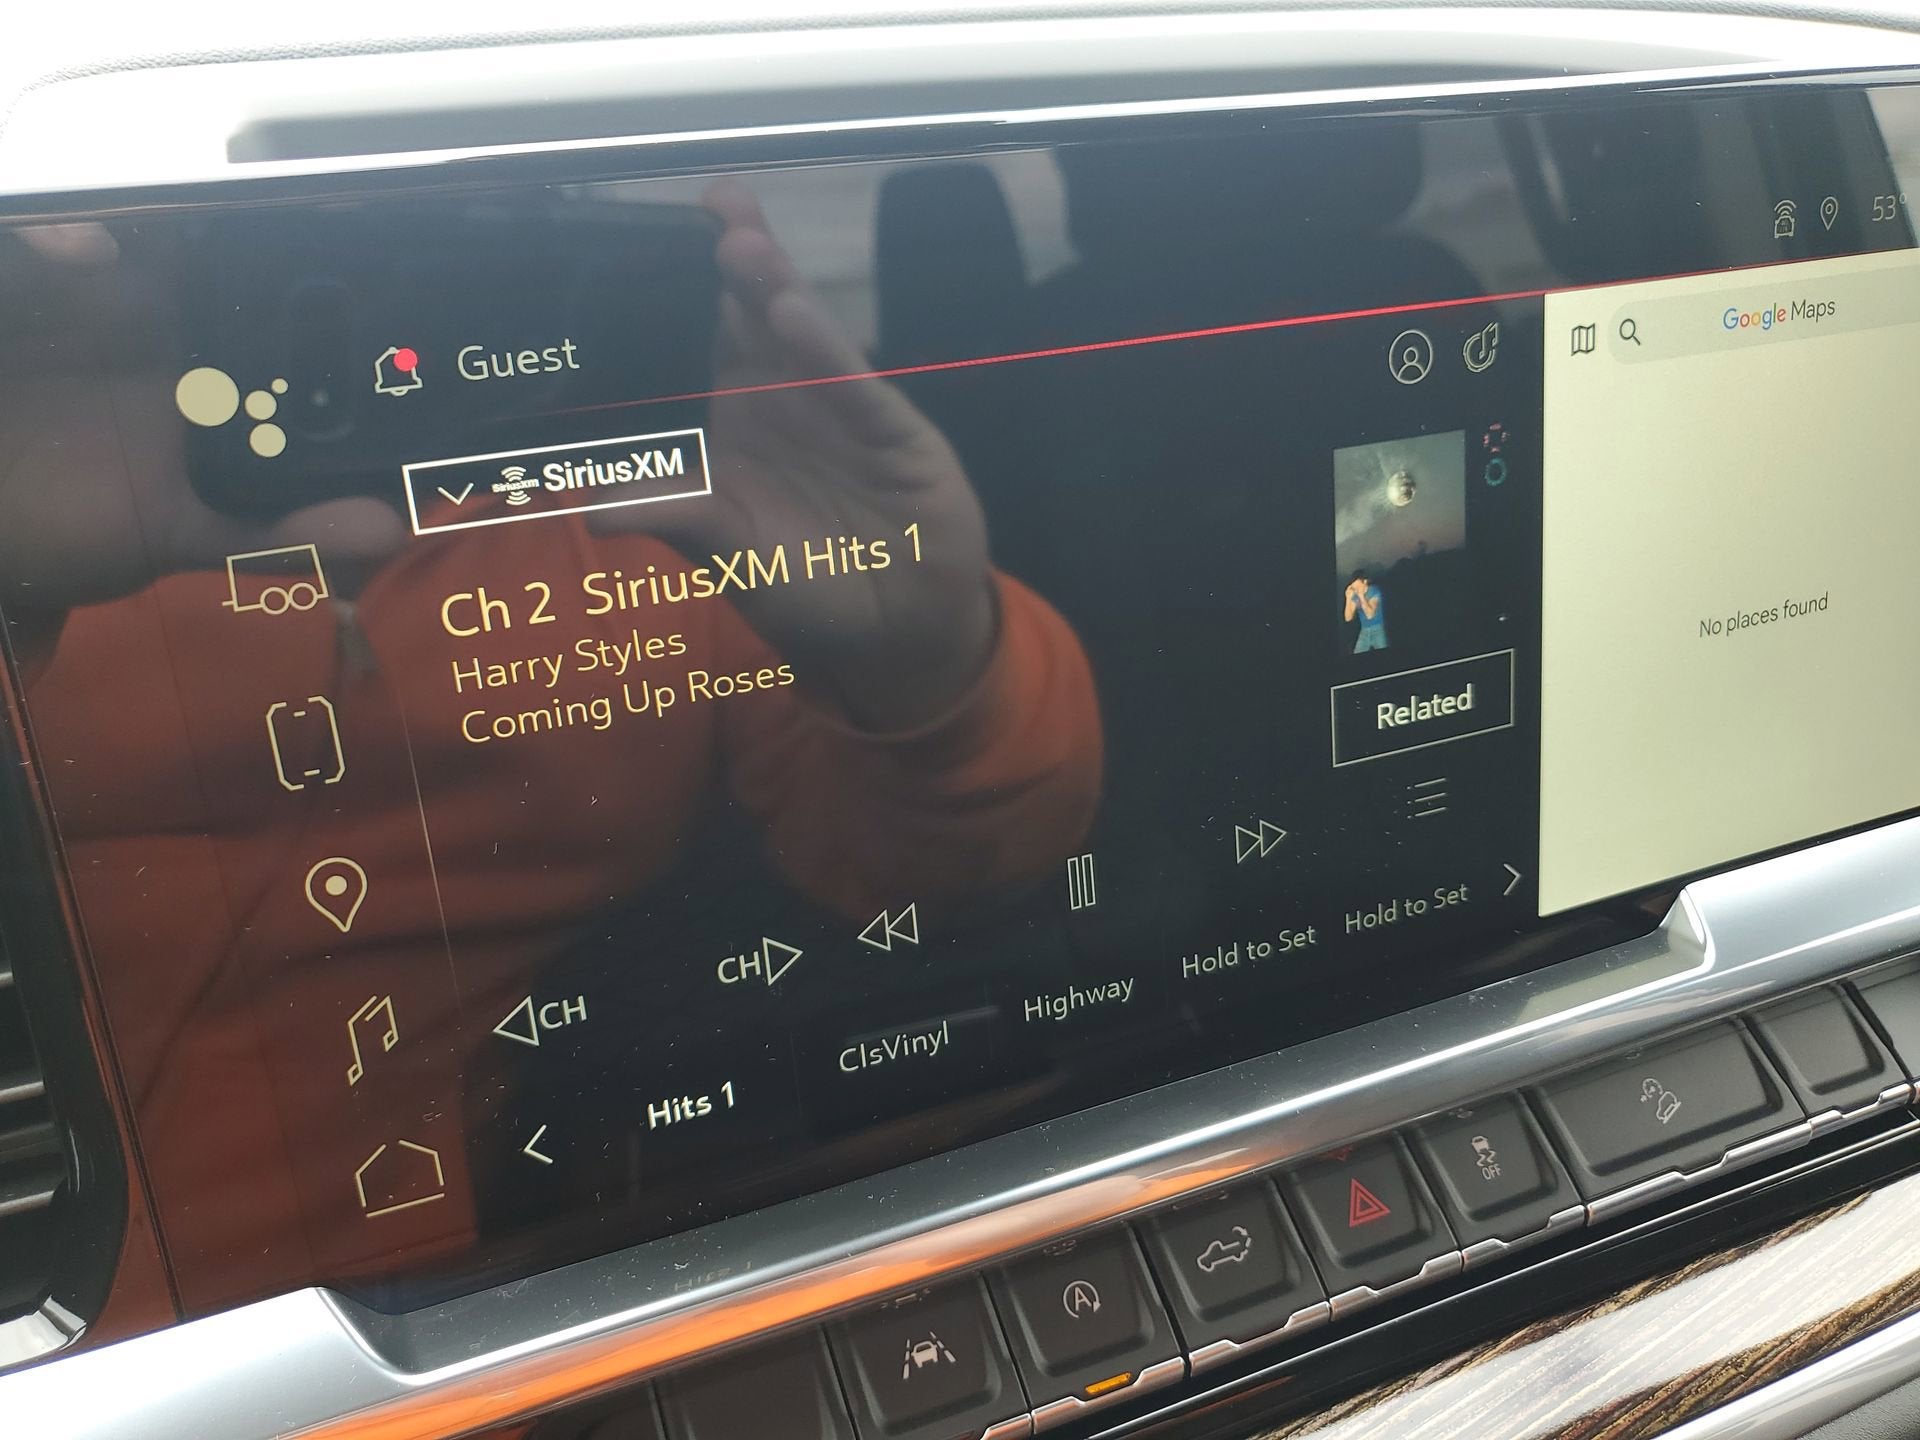 53°
Guest
Google Maps
SiriusXM SiriusXM
Ch 2 SiriusXM Hits 1
Harry Styles
Coming Up Roses
No places found
Related
CH
CH
Hits 1
ClsVinyl
Highway
Hold to Set
Hold to Set
A
OFF